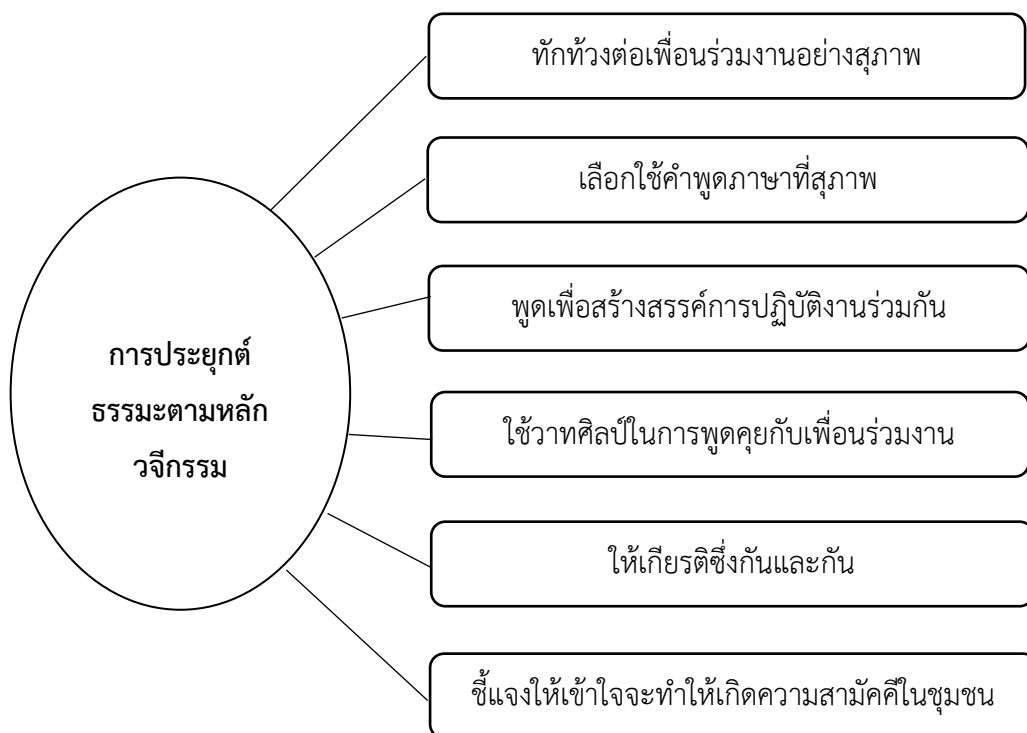 ทักท้วงต่อเพื่อนร่วมงานอย่างสุภาพ
เลือกใช้คำพูดภาษาที่สุภาพ
พูดเพื่อสร้างสรรค์การปฏิบัติงานร่วมกัน
การประยุกต์
ธรรมะตามหลัก
วจีกรรม
ใช้วาทศิลป์ในการพูดคุยกับเพื่อนร่วมงาน
ให้เกียรติซึ่งกันและกัน
ชี้แจงให้เข้าใจจะทำให้เกิดความสามัคคีในชุมชน